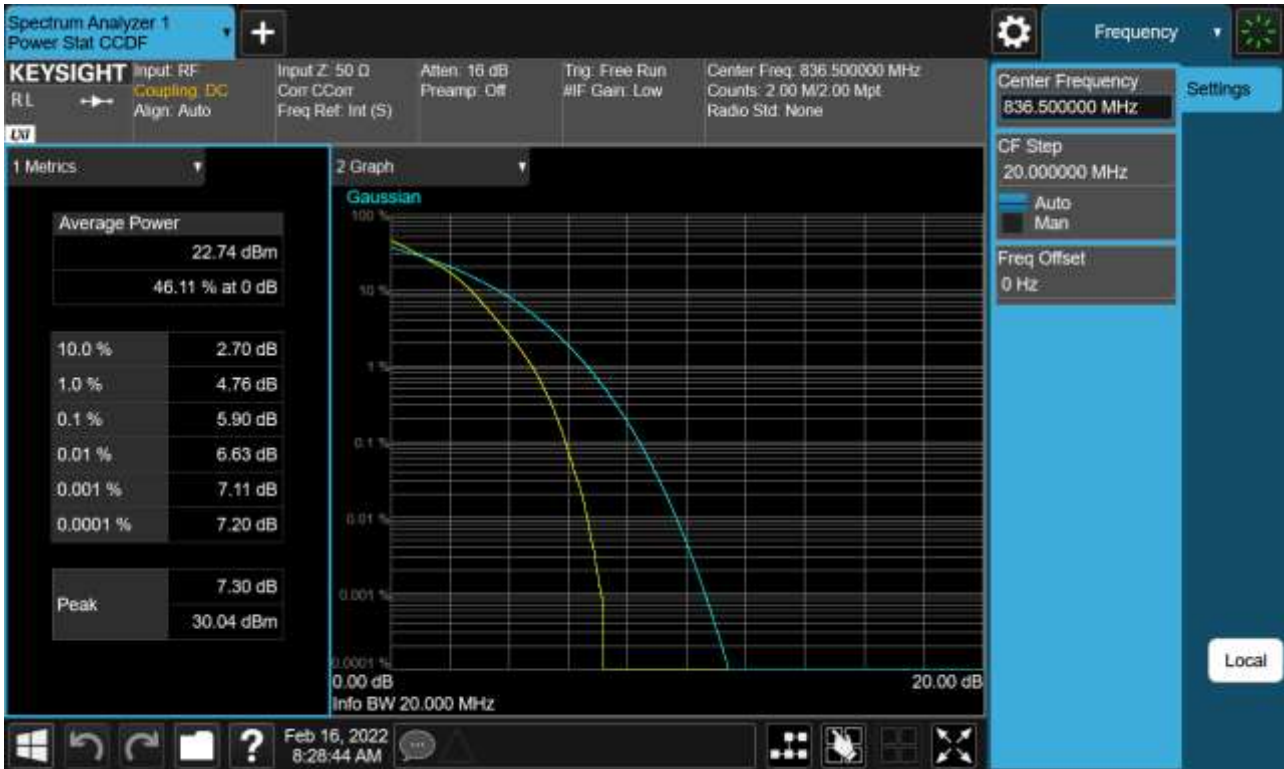 Spectrum Analyzer 1
Power Stat CCDF
+
Frequency
KEYSIGHT
RL
LXI
Input: RF
Coupling: DC
Align: Auto
Input Z: 50 Ω
Corr CCorr
Freq Ref: Int (S)
Atten: 16 dB
Preamp: Off
Trig: Free Run
#IF Gain: Low
Center Freq: 836.500000 MHz
Counts: 2.00 M/2.00 Mpt
Radio Std: None
Center Frequency
836.500000 MHz
Settings
CF Step
20.000000 MHz
Auto
Man
Freq Offset
0 Hz
Local
1 Metrics
Average Power
22.74 dBm
46.11 % at 0 dB
10.0 % 2.70 dB
1.0 % 4.76 dB
0.1 % 5.90 dB
0.01 % 6.63 dB
0.001 % 7.11 dB
0.0001 % 7.20 dB
Peak
7.30 dB
30.04 dBm
2 Graph
Gaussian
100 %
10 %
1 %
0.1 %
0.01 %
0.001 %
0.0001 %
0.00 dB 20.00 dB
Info BW 20.000 MHz
?
Feb 16, 2022
8:28:44 AM